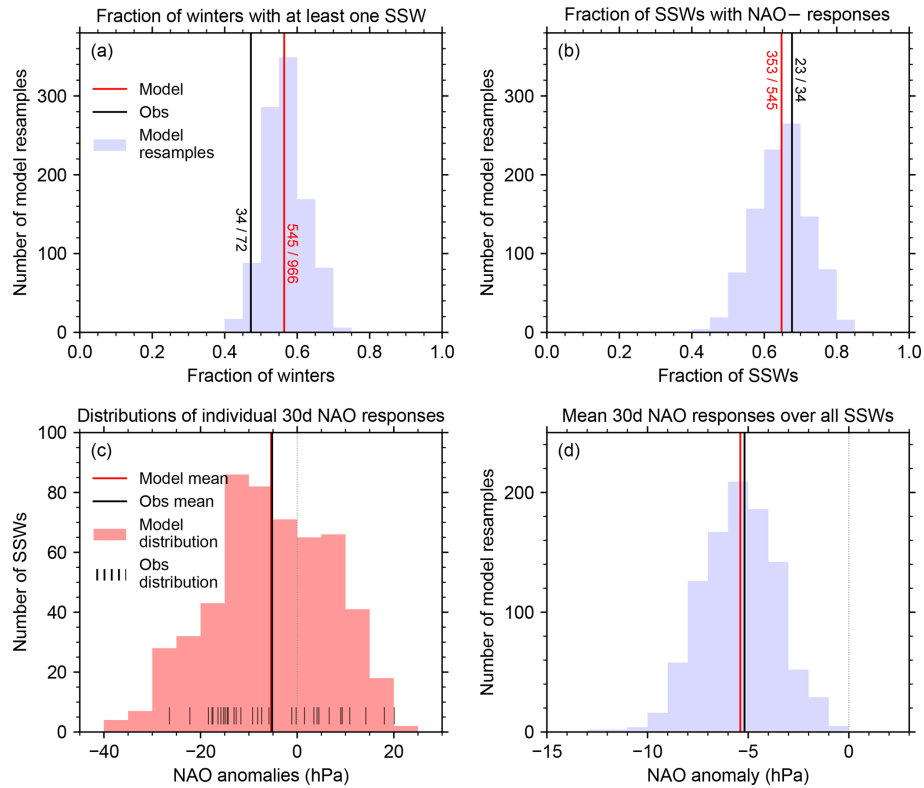 Fraction of winters with at least one SSW
(a)
Number of model resamples
300
200
100
0
Model
Obs
Model
resamples
34 / 72
545 / 966
0.0 0.2 0.4 0.6 0.8 1.0
Fraction of winters
Fraction of SSWs with NAO− responses
(b)
Number of model resamples
300
200
100
0
353 / 545
23 / 34
0.0 0.2 0.4 0.6 0.8 1.0
Fraction of SSWs
Distributions of individual 30d NAO responses
(c)
Number of SSWs
100
80
60
40
20
0
Model mean
Obs mean
Model
distribution
Obs
distribution
−40 −20 0 20
NAO anomalies (hPa)
Mean 30d NAO responses over all SSWs
(d)
Number of model resamples
200
100
0
−15 −10 −5 0
NAO anomaly (hPa)